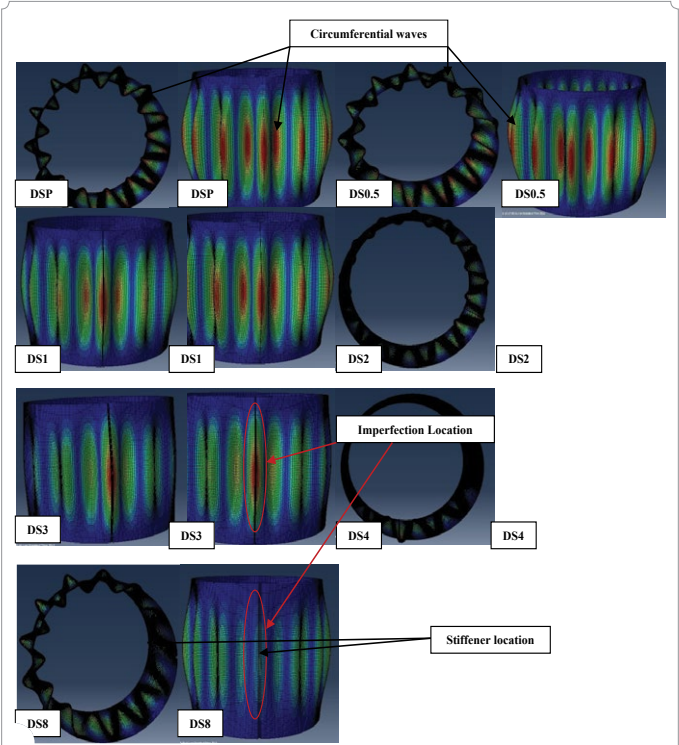 Circumferential waves
DSP
DSP
DS0.5
DS0.5
DS1
DS1
DS2
DS2
Imperfection Location
DS3
DS3
DS4
DS4
Stiffener location
DS8
DS8